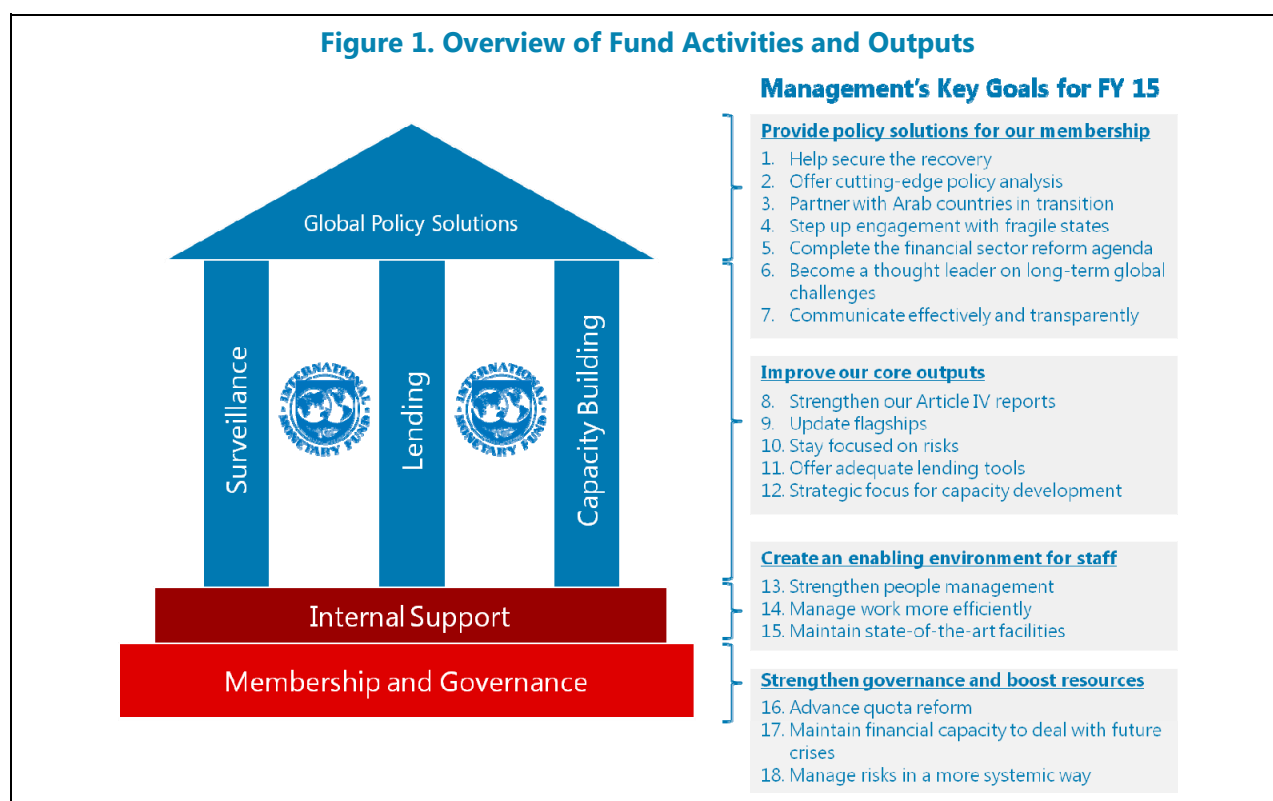 Figure 1. Overview of Fund Activities and Outputs
Management's Key Goals for FY 15
Global Policy Solutions
Surveillance
INTERNATIONAL MONETARY FUND
Lending
INTERNATIONAL MONETARY FUND
Capacity Building
Internal Support
Membership and Governance
Provide policy solutions for our membership
1. Help secure the recovery
2. Offer cutting-edge policy analysis
3. Partner with Arab countries in transition
4. Step up engagement with fragile states
5. Complete the financial sector reform agenda
6. Become a thought leader on long-term global
challenges
7. Communicate effectively and transparently
Improve our core outputs
8. Strengthen our Article IV reports
9. Update flagships
10. Stay focused on risks
11. Offer adequate lending tools
12. Strategic focus for capacity development
Create an enabling environment for staff
13. Strengthen people management
14. Manage work more efficiently
15. Maintain state-of-the-art facilities
Strengthen governance and boost resources
16. Advance quota reform
17. Maintain financial capacity to deal with future
crises
18. Manage risks in a more systemic way